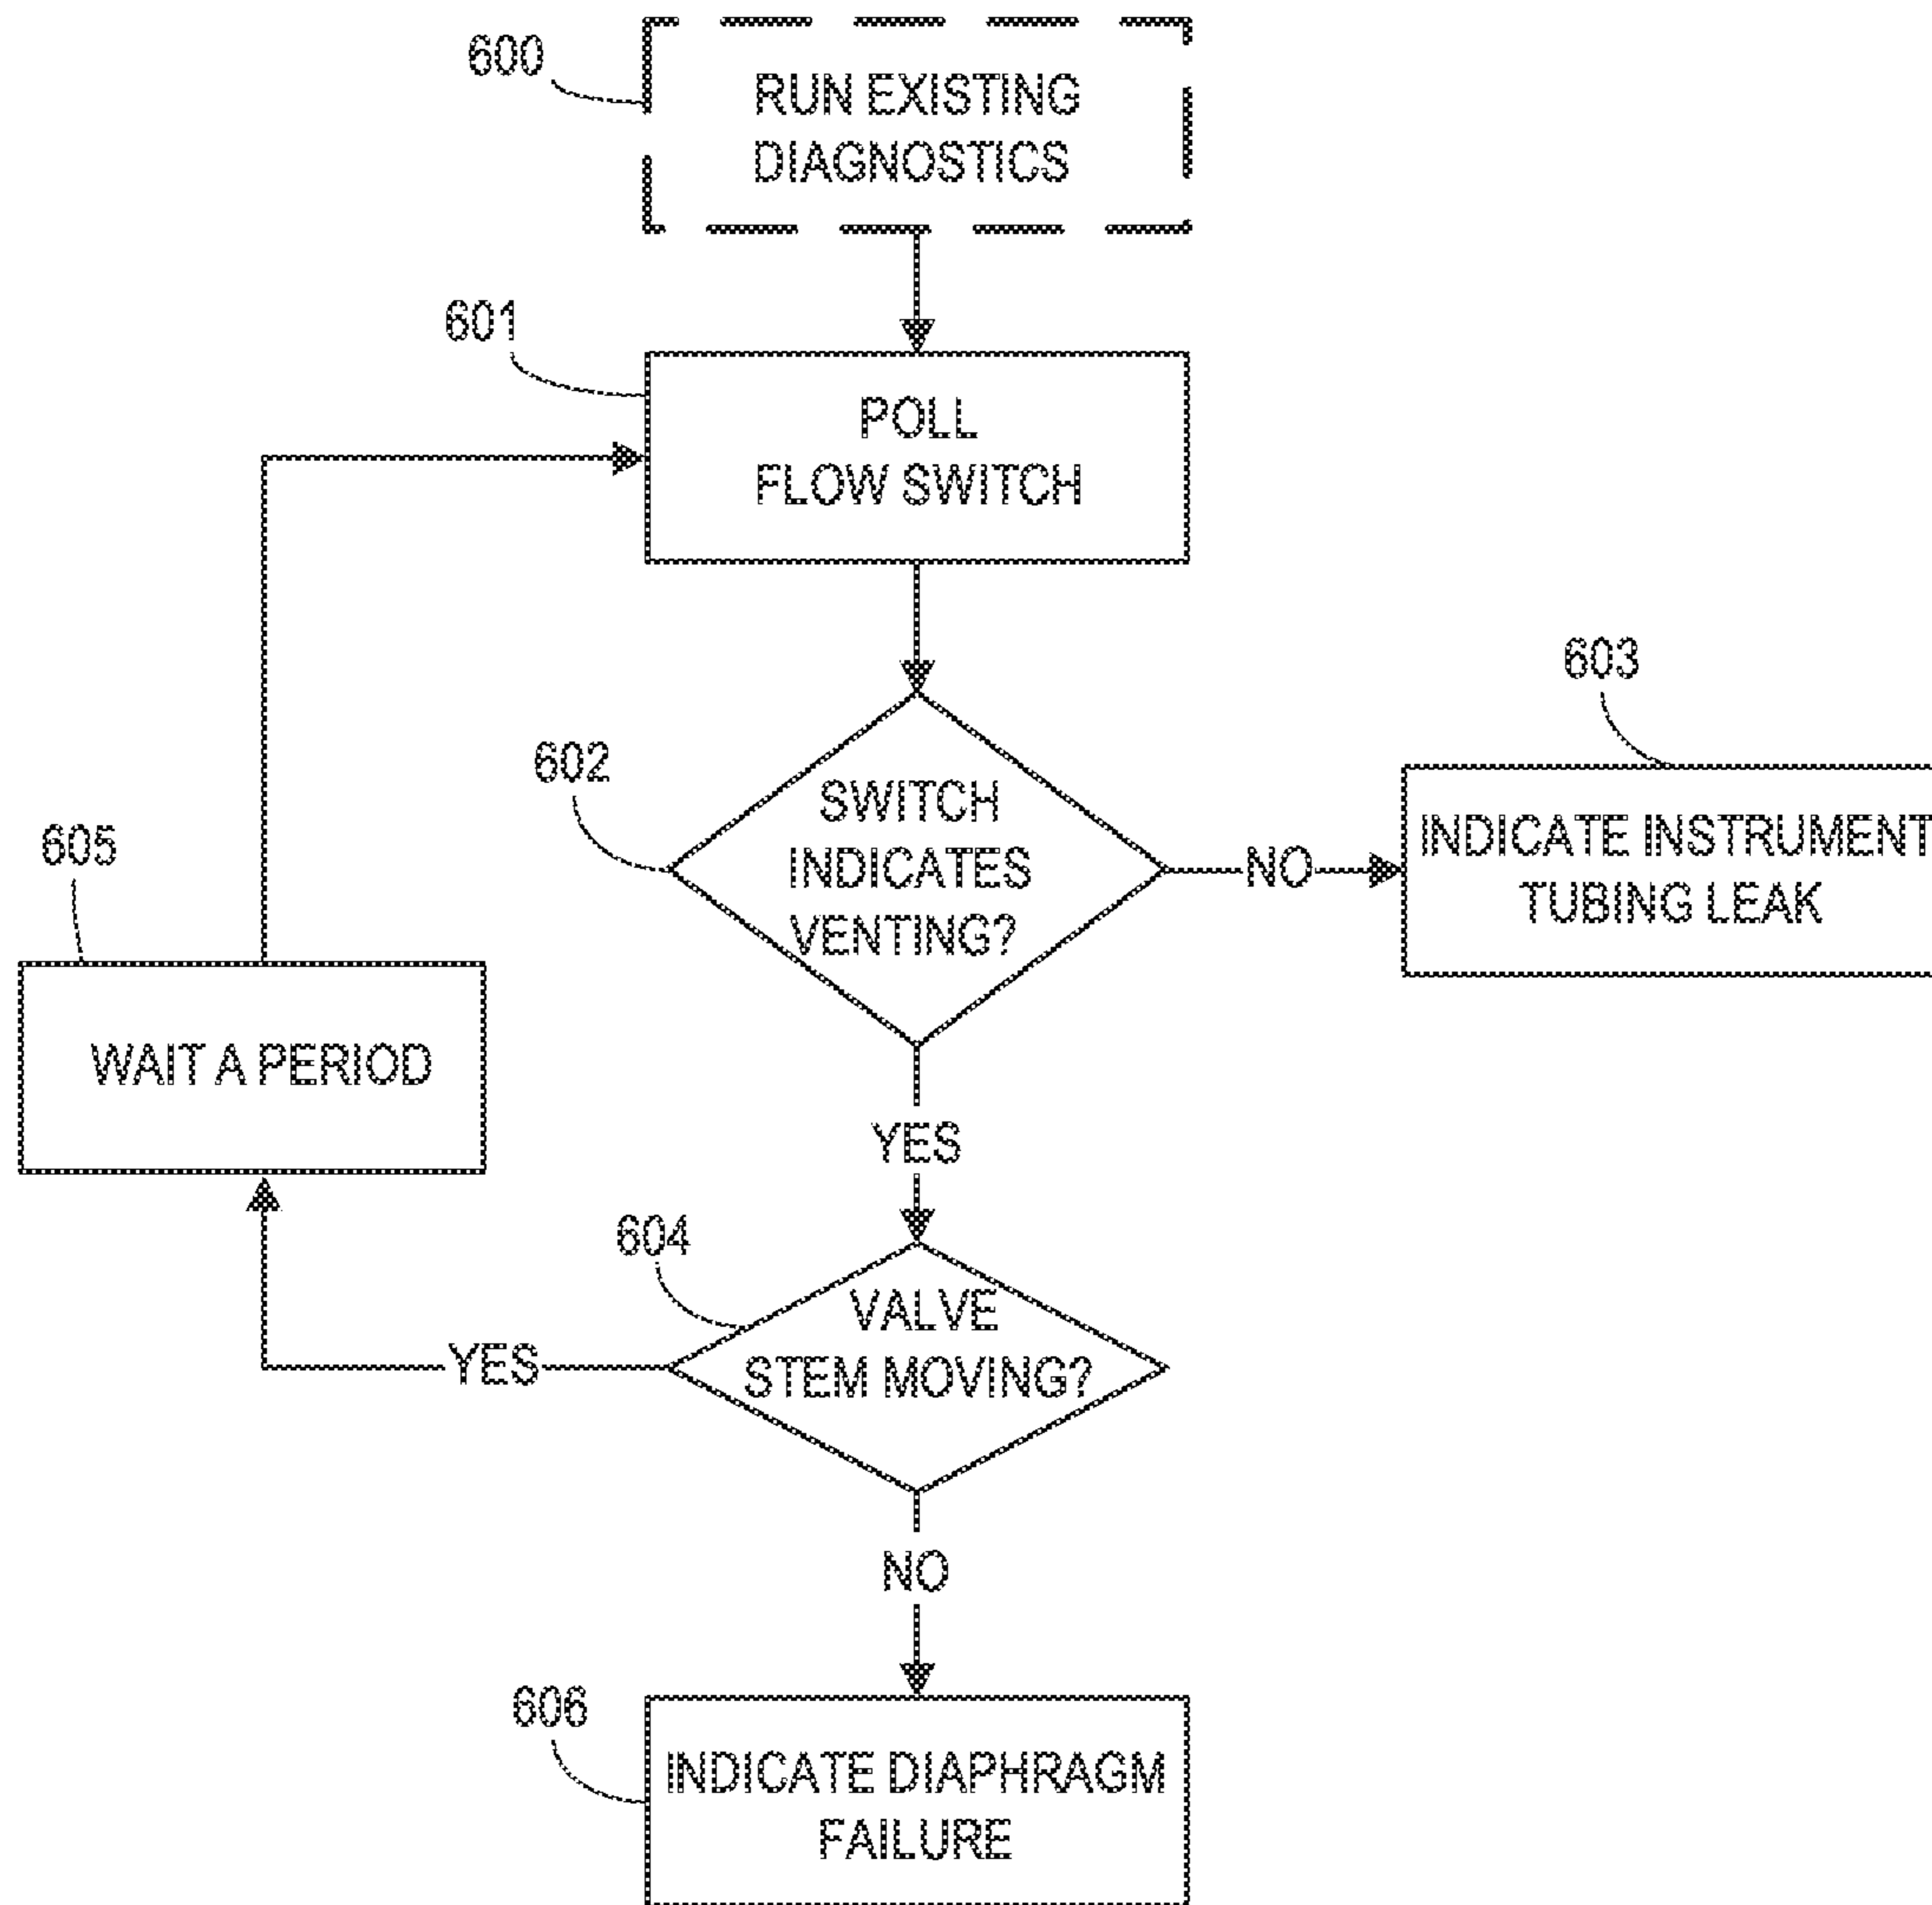 600
RUN EXISTING
DIAGNOSTICS
601
POLL
FLOW SWITCH
602
SWITCH
INDICATES
VENTING?
NO
603
INDICATE INSTRUMENT
TUBING LEAK
605
WAIT A PERIOD
YES
604
VALVE
STEM MOVING?
YES
NO
606
INDICATE DIAPHRAGM
FAILURE